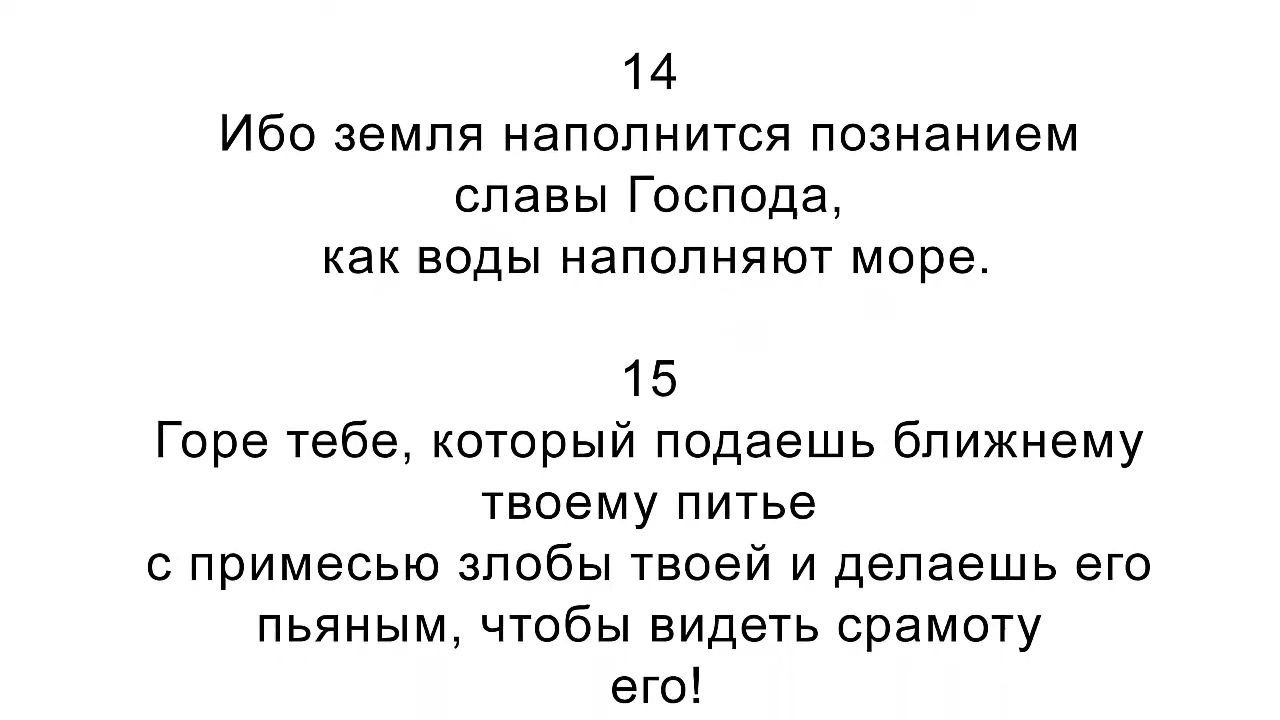 14
Ибо земля наполнится познанием
славы Господа,
как воды наполняют море.
15
Горе тебе, который подаешь ближнему
твоему питье
с примесью злобы твоей и делаешь его
пьяным, чтобы видеть срамоту
его!